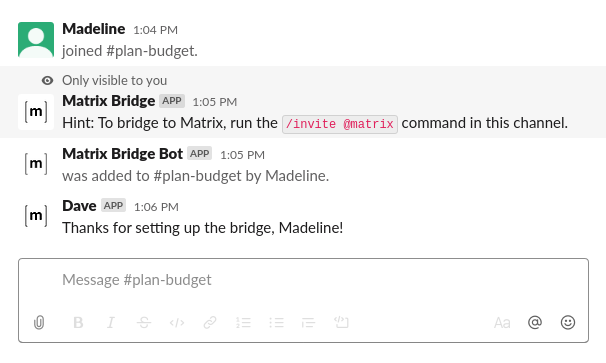 Madeline 1:04 PM
joined #plan-budget.
Only visible to you
[m] Matrix Bridge APP 1:05 PM
Hint: To bridge to Matrix, run the /invite @matrix command in this channel.
[m] Matrix Bridge Bot APP 1:05 PM
was added to #plan-budget by Madeline.
[m] Dave APP 1:06 PM
Thanks for setting up the bridge, Madeline!
Message #plan-budget
B I S </> Aa @